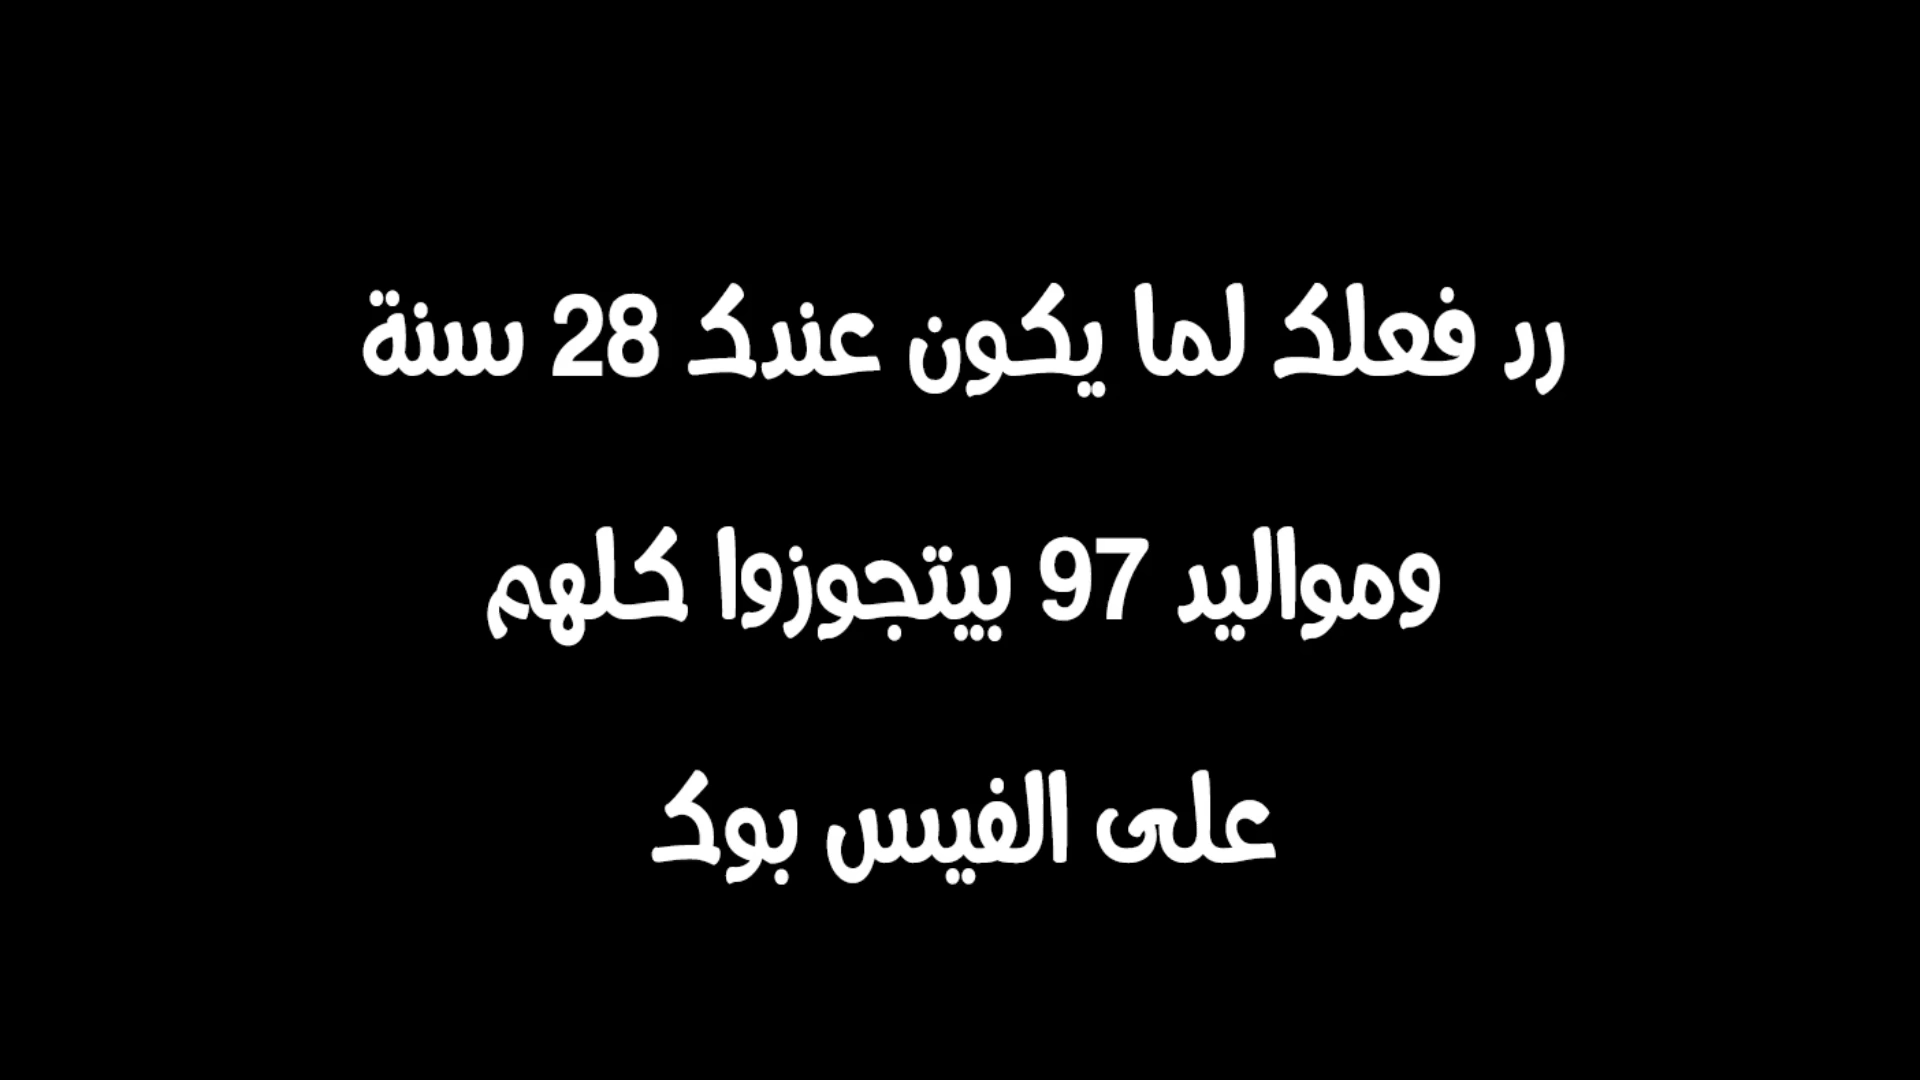 رد فعلك لما يكون عندك 28 سنة
ومواليد 97 بيتجوزوا كلهم
على الفيس بوك